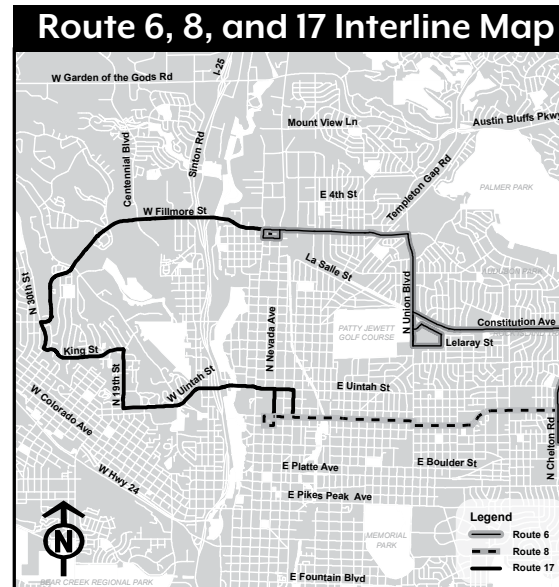 Route 6, 8, and 17 Interline Map
I-25
W Garden of the Gods Rd
Mount View Ln
Austin Bluffs Pkwy
Centennial Blvd
Sinton Rd
Templeton Gap Rd
PALMER PARK
E 4th St
W Fillmore St
La Salle St
N 30th St
N Union Blvd
N Nevada Ave
PATTY JEWETT
GOLF COURSE
Constitution Ave
Lelaray St
King St
N 19th St
W Uintah St
E Uintah St
W Colorado Ave
N Chelton Rd
E Platte Ave
E Boulder St
W Hwy 24
E Pikes Peak Ave
Legend
Route 6
Route 8
Route 17
N
MEMORIAL
PARK
BEAR CREEK REGIONAL PARK
E Fountain Blvd